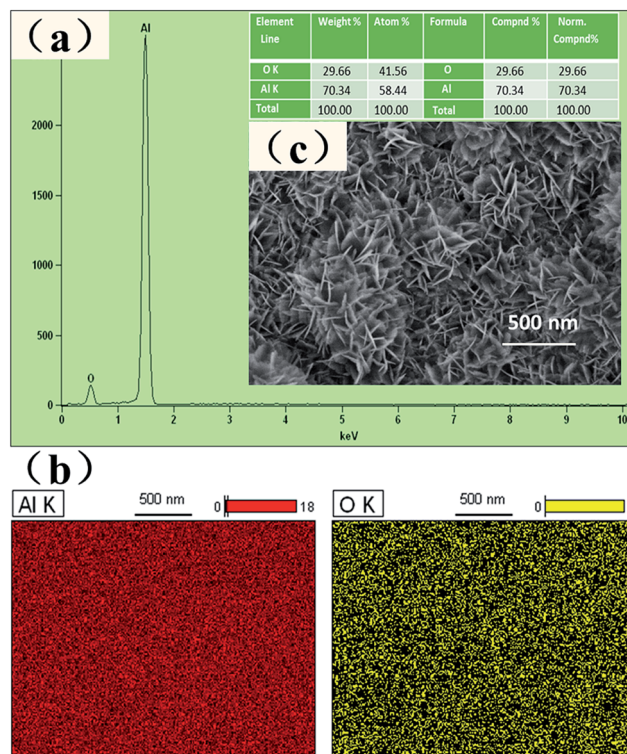 (a)
Al
Element Line Weight % Atom % Formula Compnd % Norm. Compnd%
O K 29.66 41.56 O 29.66 29.66
Al K 70.34 58.44 Al 70.34 70.34
Total 100.00 100.00 Total 100.00 100.00
(c)
2000
1500
1000
500
0
O
500 nm
0 1 2 3 4 5 6 7 8 9 10
keV
(b)
Al K 500 nm 0 18
O K 500 nm 0